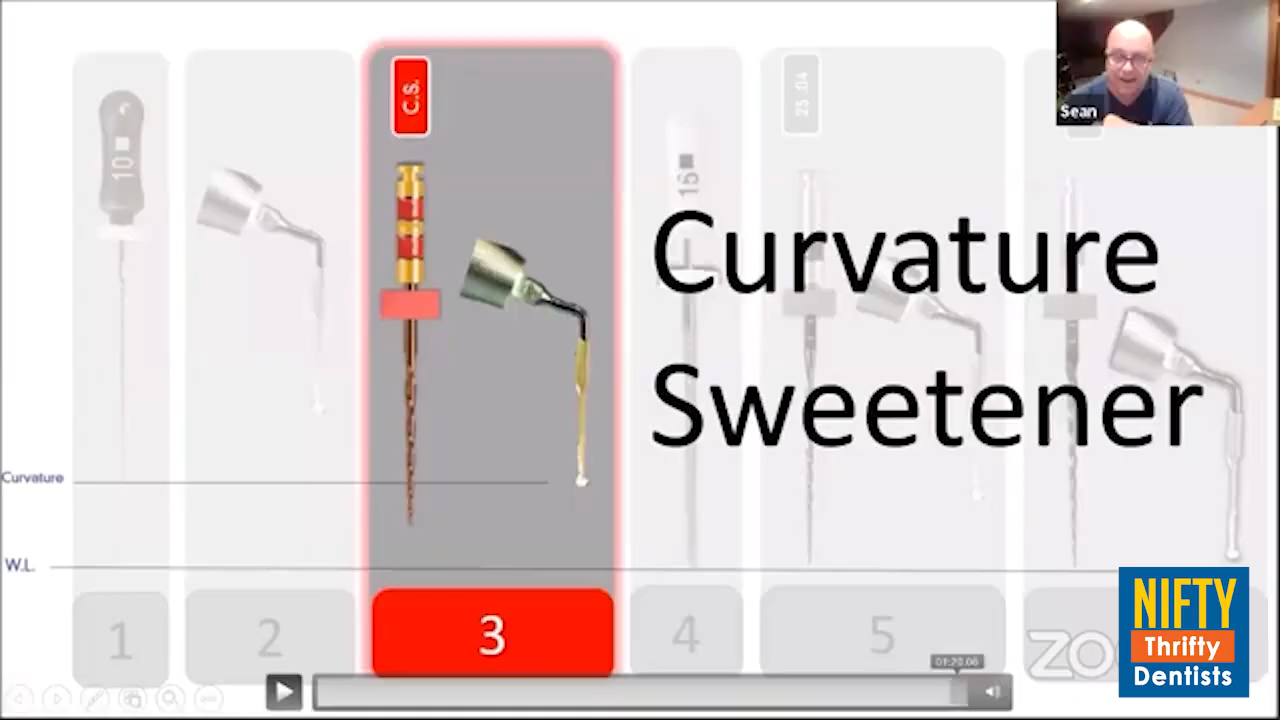 Sean
C.S.
10
15
25 .04
Curvature
Sweetener
Curvature
W.L.
1
2
3
4
5
01:20.06
ZO
NIFTY
Thrifty
Dentists